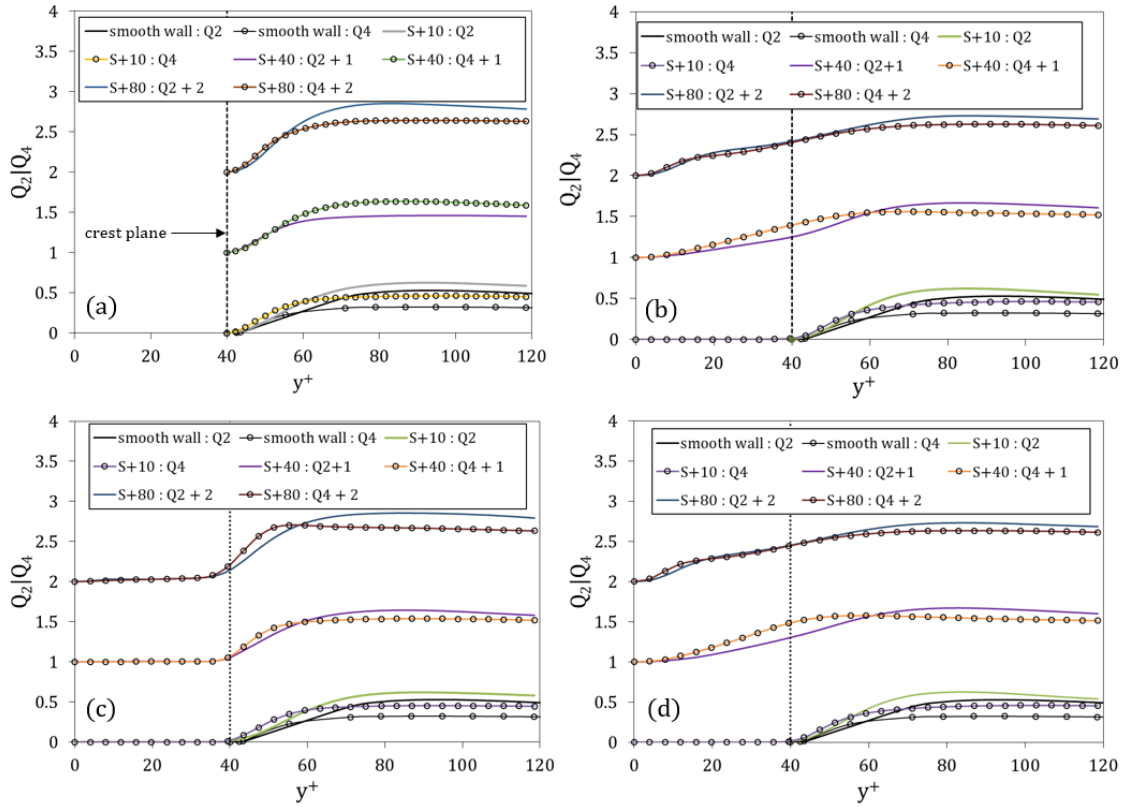 4
3.5
3
2.5
2
1.5
1
0.5
0
Q2|Q4
smooth wall : Q2 smooth wall : Q4 S+10 : Q2
S+10 : Q4 S+40 : Q2 + 1 S+40 : Q4 + 1
S+80 : Q2 + 2 S+80 : Q4 + 2
crest plane
(a)
0 20 40 60 80 100 120
y+
4
3.5
3
2.5
2
1.5
1
0.5
0
Q2|Q4
smooth wall : Q2 smooth wall : Q4 S+10 : Q2
S+10 : Q4 S+40 : Q2+1 S+40 : Q4 + 1
S+80 : Q2 + 2 S+80 : Q4 + 2
(b)
0 20 40 60 80 100 120
y+
4
3.5
3
2.5
2
1.5
1
0.5
0
Q2|Q4
smooth wall : Q2 smooth wall : Q4 S+10 : Q2
S+10 : Q4 S+40 : Q2+1 S+40 : Q4 + 1
S+80 : Q2 + 2 S+80 : Q4 + 2
(c)
0 20 40 60 80 100 120
y+
4
3.5
3
2.5
2
1.5
1
0.5
0
Q2|Q4
smooth wall : Q2 smooth wall : Q4 S+10 : Q2
S+10 : Q4 S+40 : Q2+1 S+40 : Q4 + 1
S+80 : Q2 + 2 S+80 : Q4 + 2
(d)
0 20 40 60 80 100 120
y+